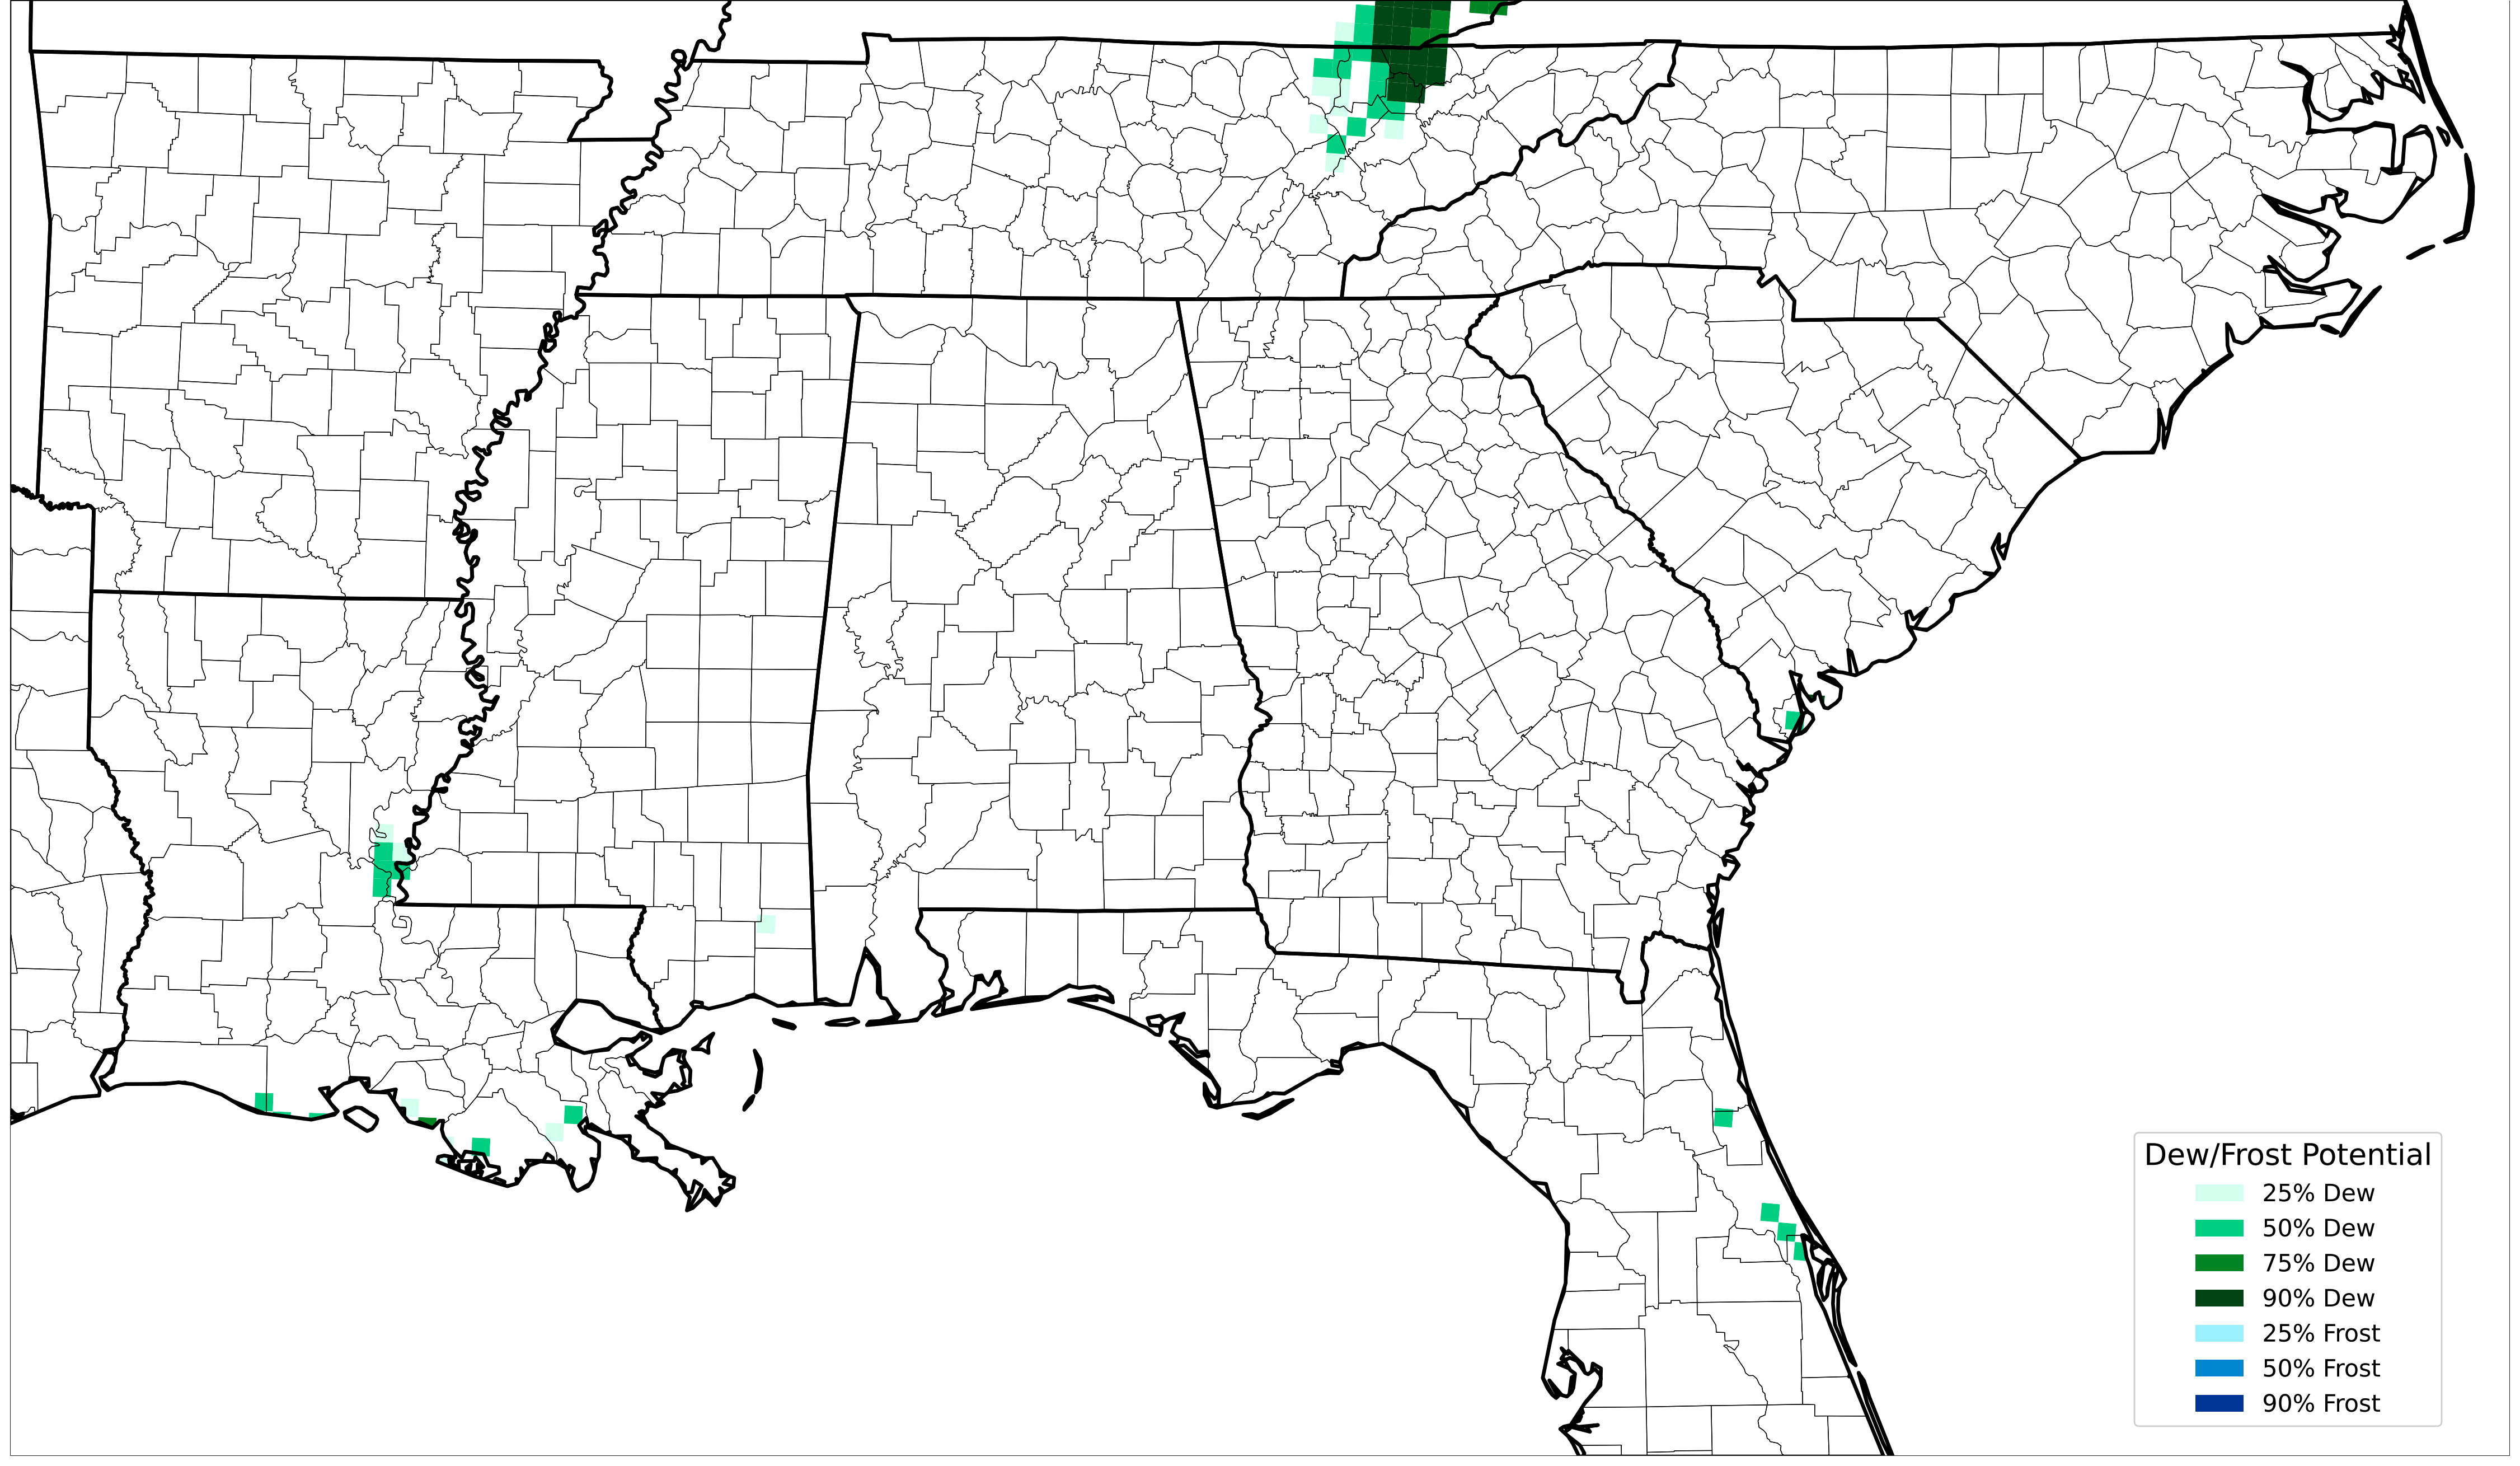 Dew/Frost Potential
25% Dew
50% Dew
75% Dew
90% Dew
25% Frost
50% Frost
90% Frost